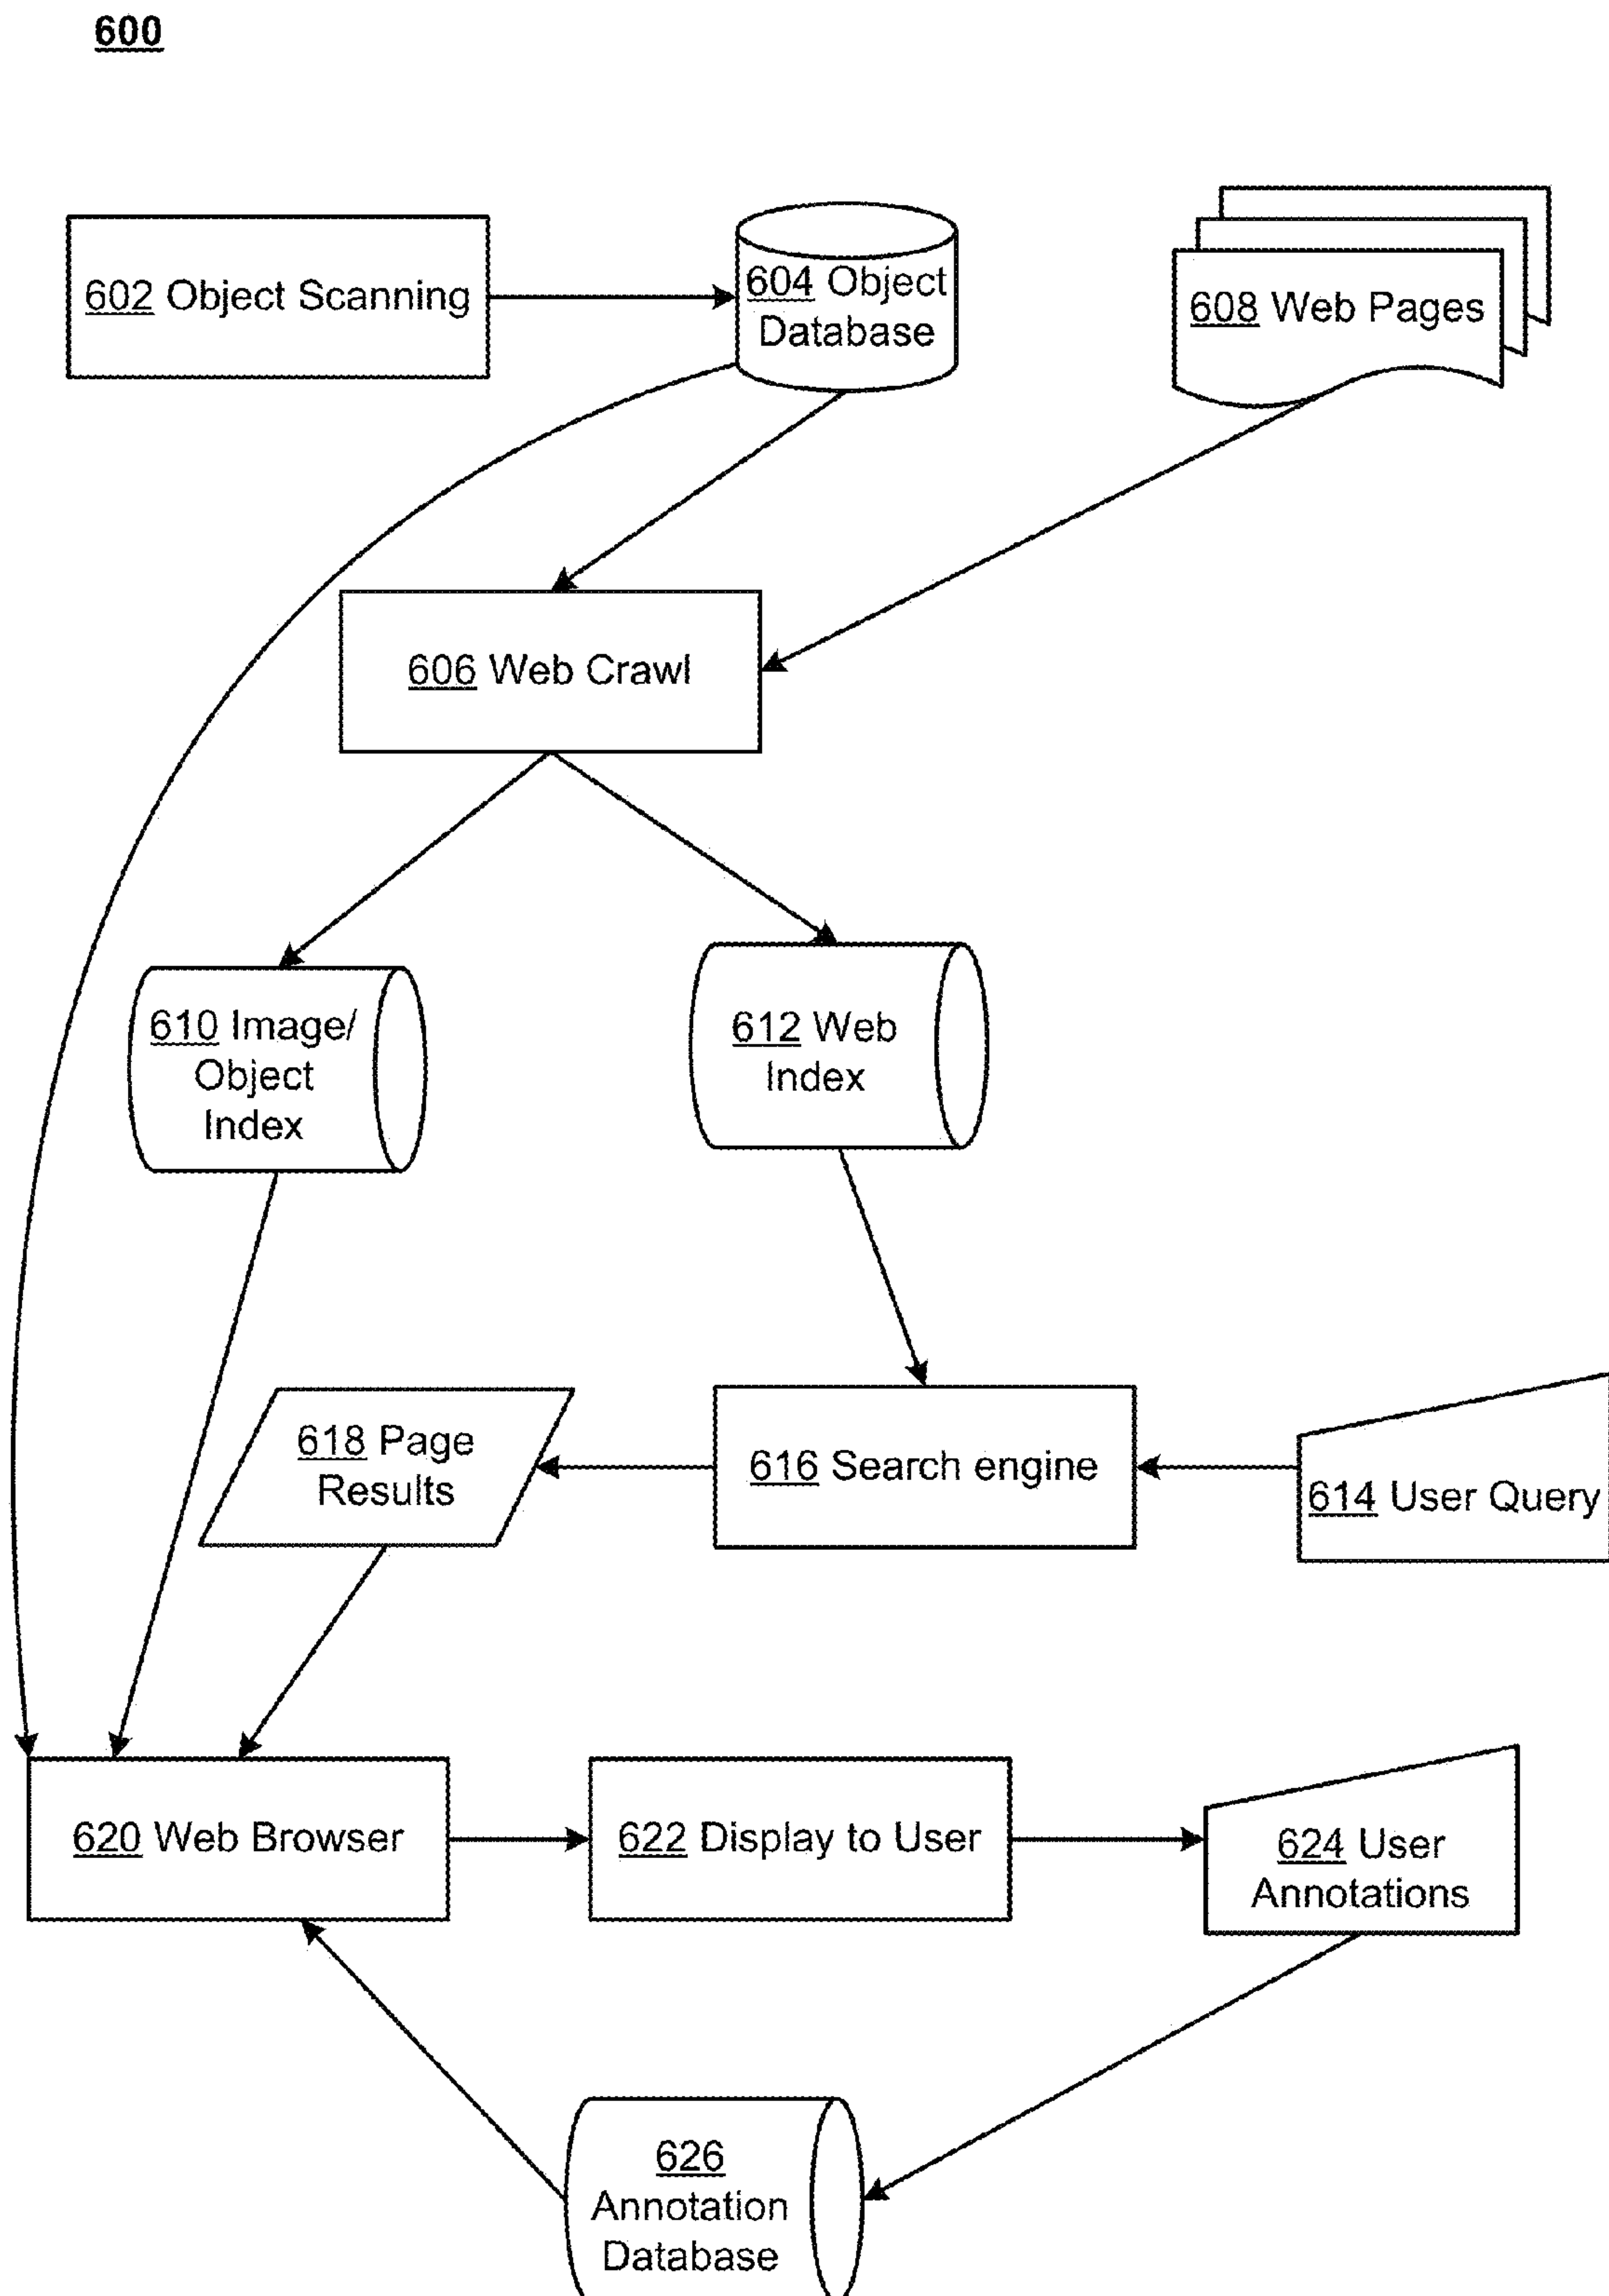 600
602 Object Scanning
604 Object
Database
608 Web Pages
606 Web Crawl
610 Image/
Object
Index
612 Web
Index
618 Page
Results
616 Search engine
614 User Query
620 Web Browser
622 Display to User
624 User
Annotations
626
Annotation
Database